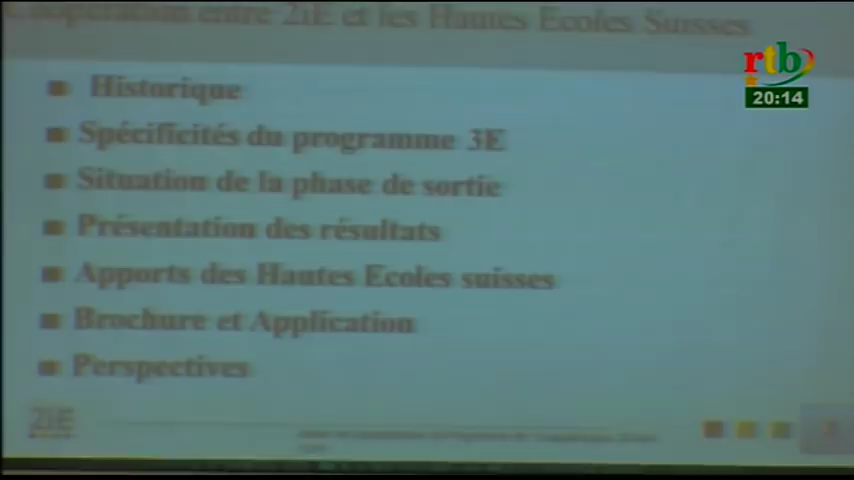 Coopération entre 2iE et les Hautes Ecoles Suisses
rtb
20:14
Historique
Spécificités du programme 3E
Situation de la phase de sortie
Présentation des résultats
Apports des Hautes Ecoles suisses
Brochure et Application
Perspectives
2iE